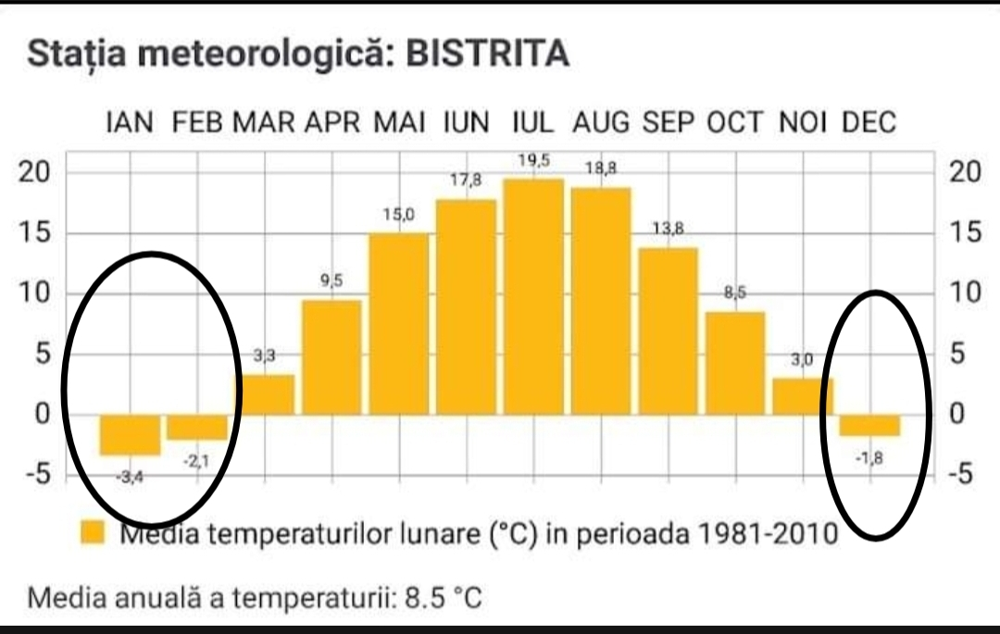 Stația meteorologică: BISTRITA
IAN FEB MAR APR MAI IUN IUL AUG SEP OCT NOI DEC
20 19,5 20
18,8
17,8
15 15,0 15
13,8
10 9,5 10
8,5
5 3,3 3,0 5
0 0
-5 -3,4 -2,1 -1,8 -5
Media temperaturilor lunare (°C) in perioada 1981-2010
Media anuală a temperaturii: 8.5 °C